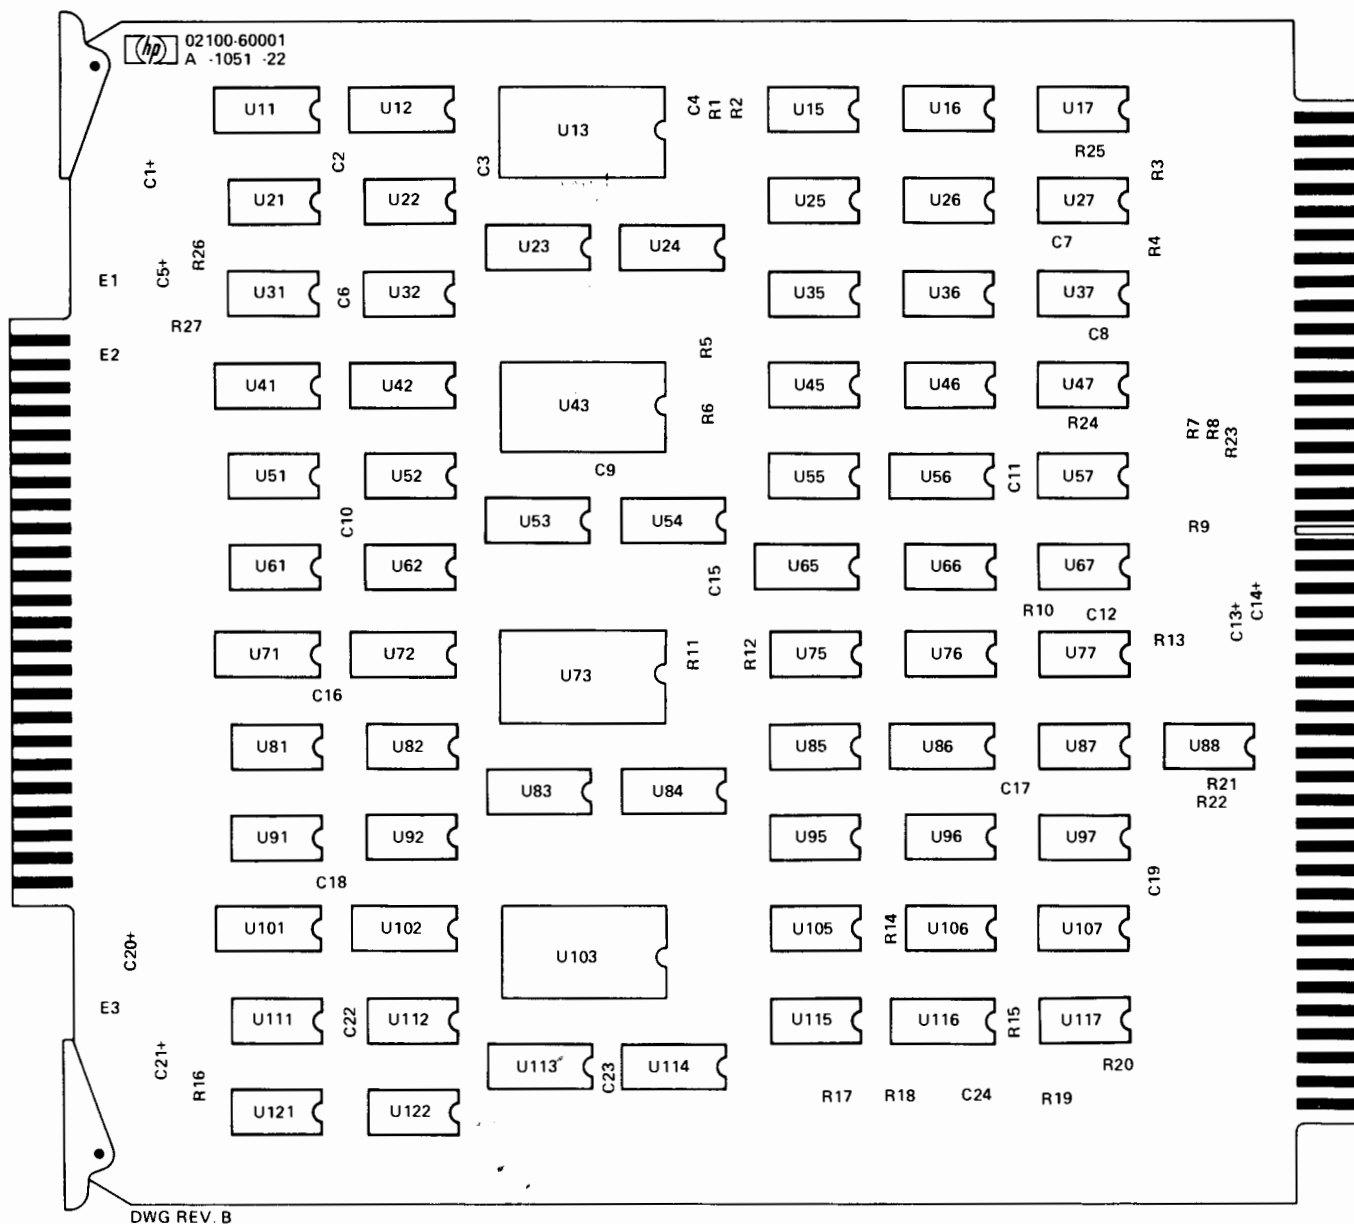 hp 02100-60001
A -1051 -22
U11 U12 U13 C4 R1 R2 U15 U16 U17
C1+ C2 C3 R25 R3
U21 U22 U25 U26 U27
R26 C5+ U23 U24 C7 R4
E1 U31 C6 U32 U35 U36 U37
R27 C8
E2 R5
U41 U42 U43 R6 U45 U46 U47
R24 R7 R8 R23
U51 U52 C9 U55 U56 C11 U57
C10 U53 U54 R9
U61 U62 C15 U65 U66 U67
R10 C12 C13+ C14+
U71 U72 U73 R11 R12 U75 U76 U77 R13
C16
U81 U82 U85 U86 U87 U88
U83 U84 C17 R21
R22
U91 U92 U95 U96 U97
C18 C19
C20+ U101 U102 U103 U105 R14 U106 U107
E3 U111 C22 U112 U115 U116 R15 U117
C21+ R16 U113 C23 U114 R20
R17 R18 C24 R19
U121 U122
DWG REV. B